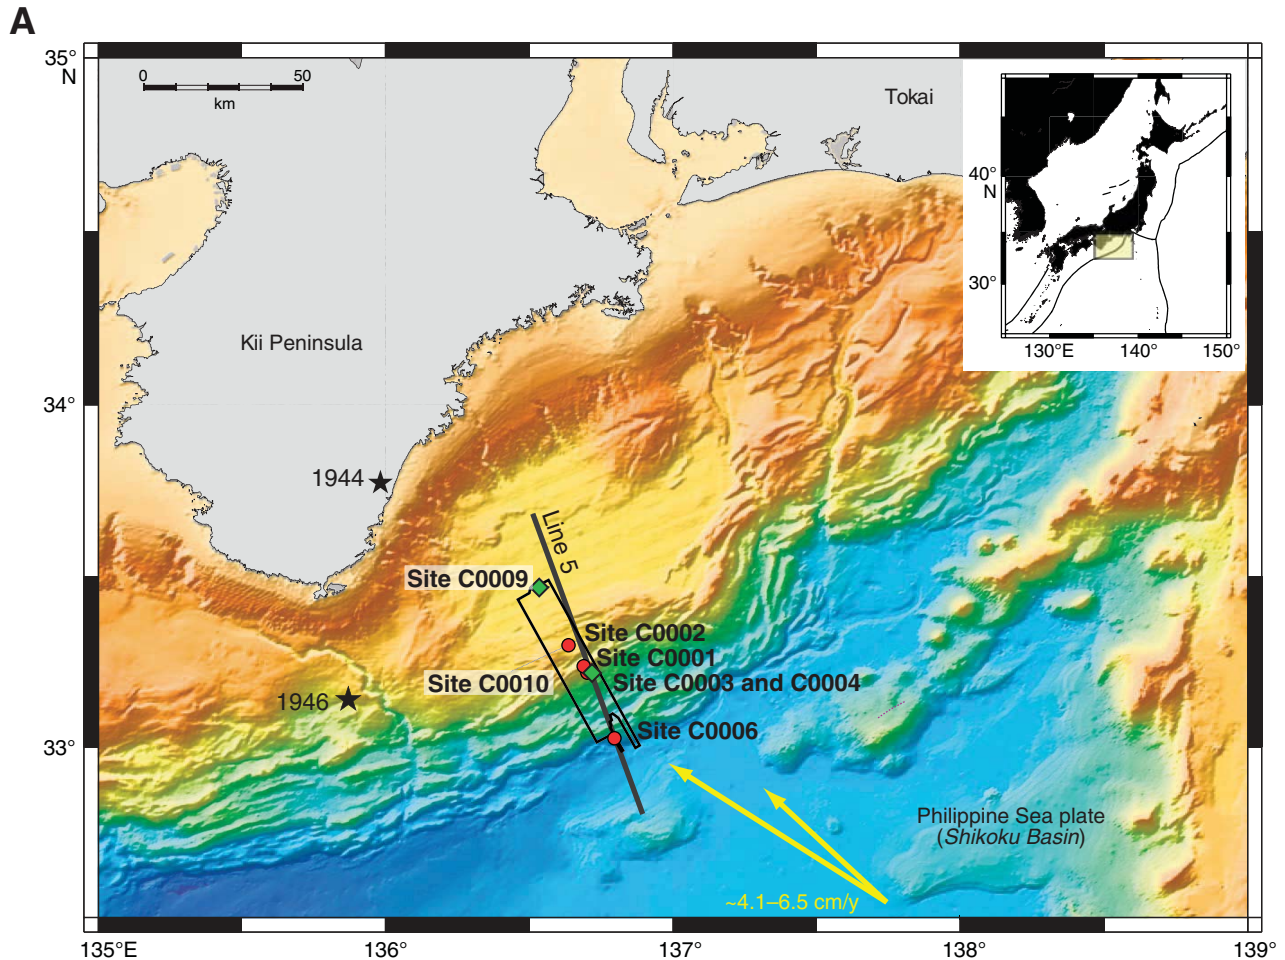 A
35°
N
0 50
km
Tokai
40°
N
30°
130°E 140° 150°
Kii Peninsula
34°
1944
Line 5
Site C0009
Site C0002
Site C0001
Site C0010
Site C0003 and C0004
1946
Site C0006
33°
Philippine Sea plate
(Shikoku Basin)
~4.1–6.5 cm/y
135°E 136° 137° 138° 139°